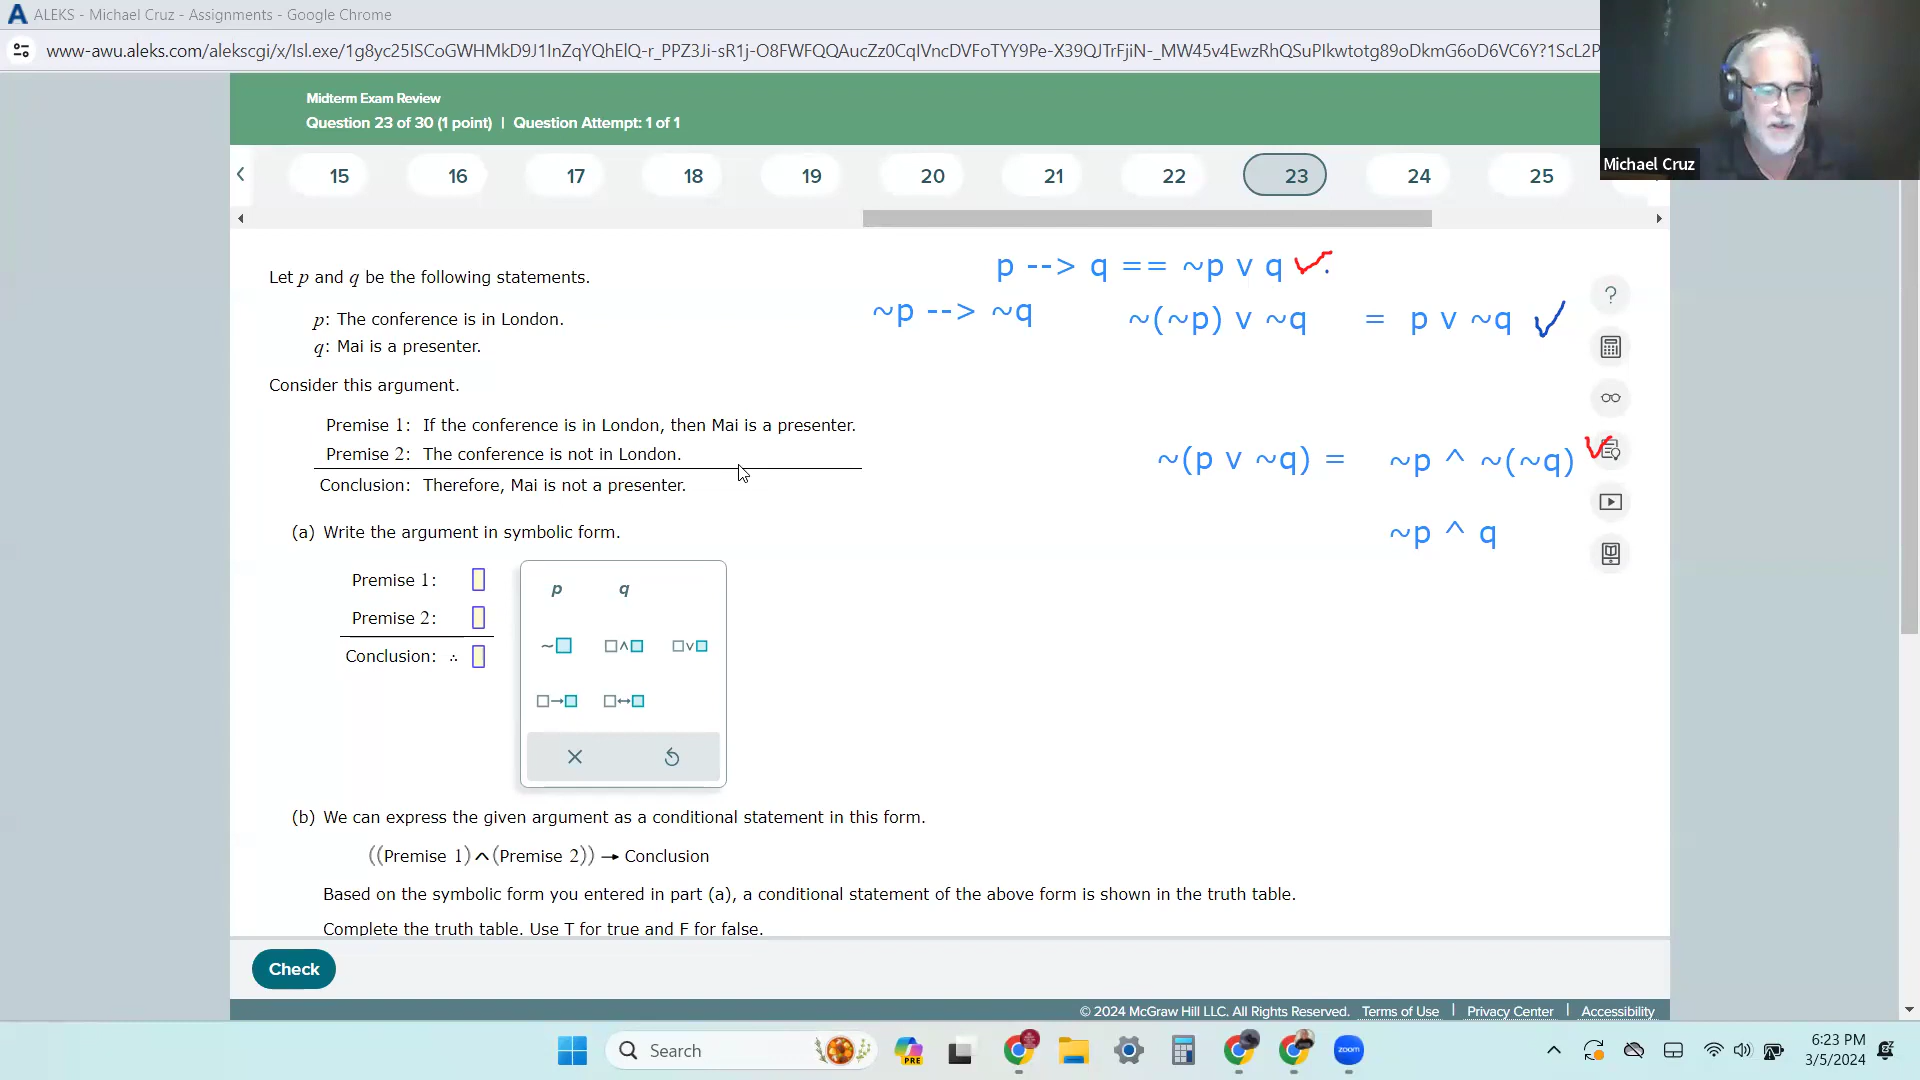 ALEKS - Michael Cruz - Assignments - Google Chrome
www-awu.aleks.com/alekscgi/x/Isl.exe/1g8yc25ISCoGWHMkD9J1InZqYQhElQ-r_PPZ3Ji-sR1j-O8FWFQQAucZz0CqIVncDVFoTYY9Pe-X39QJTrFjiN-_MW45v4EwzRhQSuPIkwtotg89oDkmG6oD6VC6Y?1ScL2P
Midterm Exam Review
Question 23 of 30 (1 point) | Question Attempt: 1 of 1
Michael Cruz
15 16 17 18 19 20 21 22 23 24 25
p --> q == ~p v q
~p --> ~q ~(~p) v ~q = p v ~q
~(p v ~q) = ~p ^ ~(~q)
~p ^ q
Let p and q be the following statements.
p: The conference is in London.
q: Mai is a presenter.
Consider this argument.
Premise 1: If the conference is in London, then Mai is a presenter.
Premise 2: The conference is not in London.
Conclusion: Therefore, Mai is not a presenter.
(a) Write the argument in symbolic form.
Premise 1:
Premise 2:
Conclusion: ∴
p q
~□ □∧□ □∨□
□→□ □↔□
(b) We can express the given argument as a conditional statement in this form.
((Premise 1)∧(Premise 2)) → Conclusion
Based on the symbolic form you entered in part (a), a conditional statement of the above form is shown in the truth table.
Complete the truth table. Use T for true and F for false.
Check
© 2024 McGraw Hill LLC. All Rights Reserved. Terms of Use | Privacy Center | Accessibility
Search
PRE
zoom
6:23 PM
3/5/2024